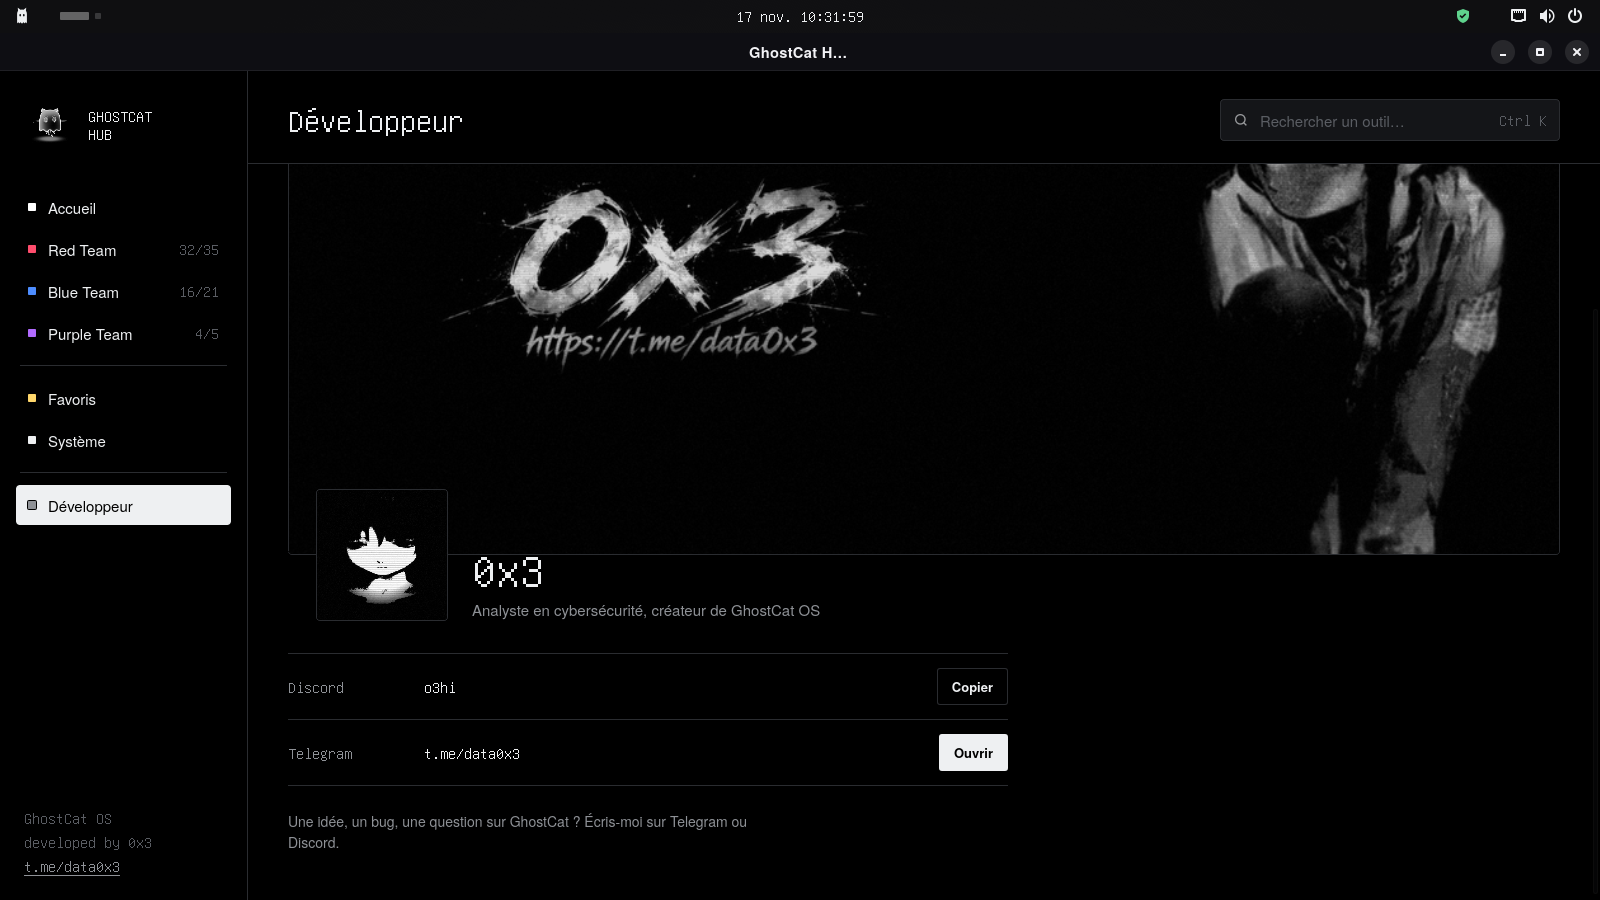 17 nov. 10:31:59
GhostCat H...
GHOSTCAT
HUB
Développeur
Rechercher un outil...
Ctrl K
Accueil
Red Team 32/35
Blue Team 16/21
Purple Team 4/5
Favoris
Système
Développeur
0x3
https://t.me/data0x3
0x3
Analyste en cybersécurité, créateur de GhostCat OS
Discord o3hi Copier
Telegram t.me/data0x3 Ouvrir
Une idée, un bug, une question sur GhostCat ? Écris-moi sur Telegram ou
Discord.
GhostCat OS
developed by 0x3
t.me/data0x3